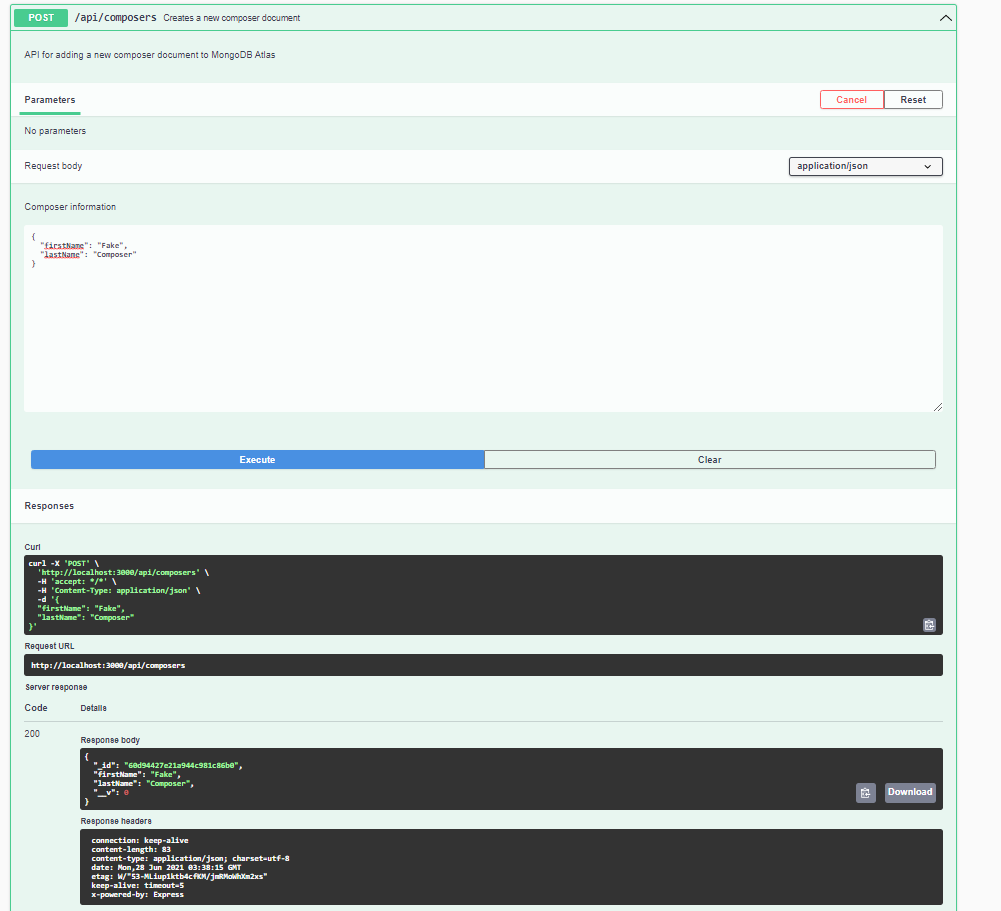 POST /api/composers Creates a new composer document
API for adding a new composer document to MongoDB Atlas
Parameters
Cancel Reset
No parameters
Request body
application/json
Composer information
{
"firstName": "Fake",
"lastName": "Composer"
}
Execute Clear
Responses
Curl
curl -X 'POST' \
'http://localhost:3000/api/composers' \
-H 'accept: */*' \
-H 'Content-Type: application/json' \
-d '{
"firstName": "Fake",
"lastName": "Composer"
}'
Request URL
http://localhost:3000/api/composers
Server response
Code Details
200
Response body
{
"_id": "60d94427e21a944c981c86b0",
"firstName": "Fake",
"lastName": "Composer",
"__v": 0
}
Download
Response headers
connection: keep-alive
content-length: 83
content-type: application/json; charset=utf-8
date: Mon,28 Jun 2021 03:38:15 GMT
etag: W/"53-MLiup1ktb4cfKM/jmRMoWhXm2xs"
keep-alive: timeout=5
x-powered-by: Express